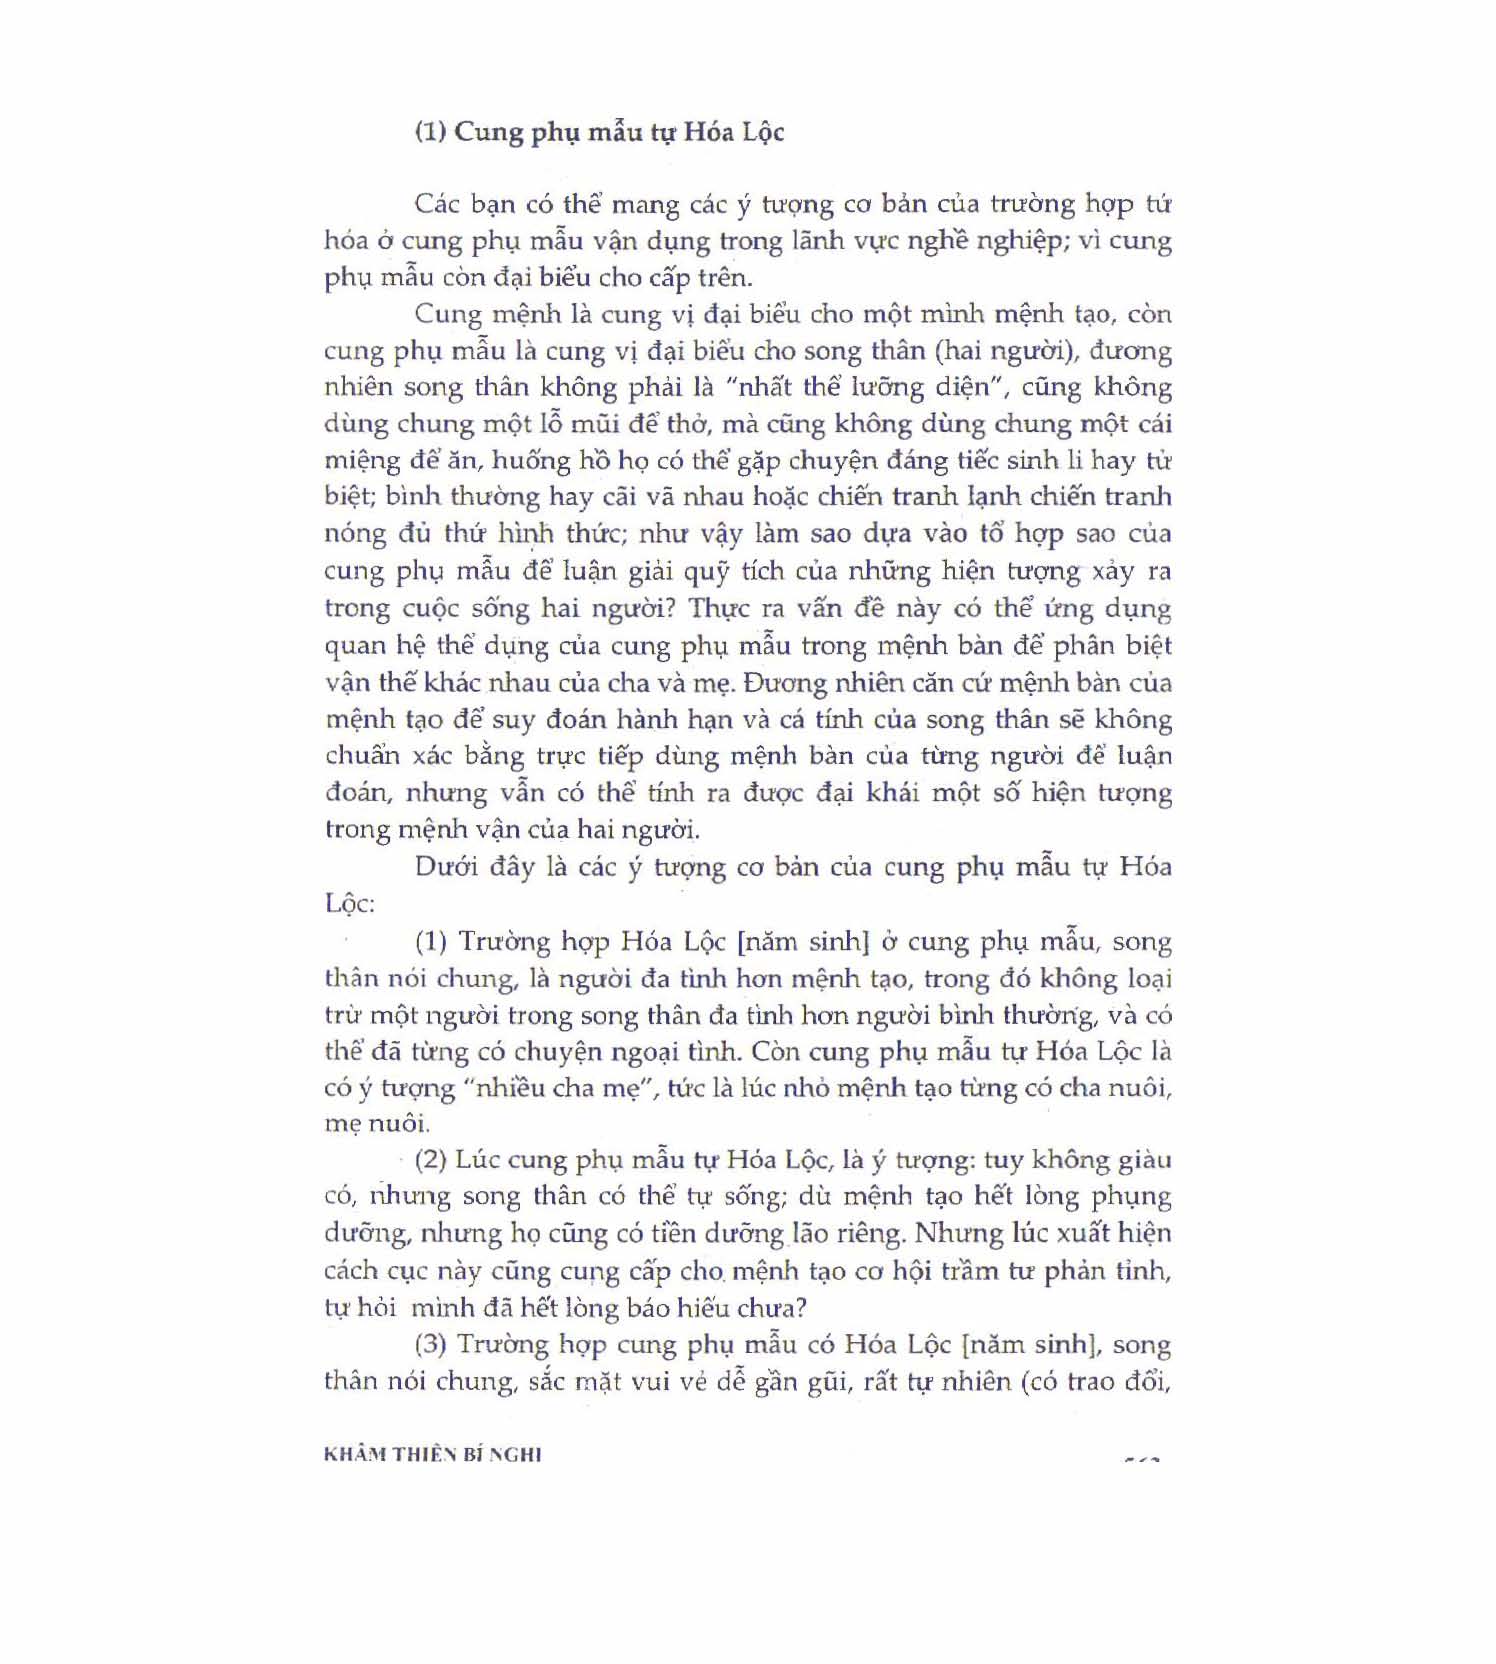 (1) Cung phụ mẫu tự Hóa Lộc
Các bạn có thể mang các ý tượng cơ bản của trường hợp tứ
hóa ở cung phụ mẫu vận dụng trong lãnh vực nghề nghiệp; vì cung
phụ mẫu còn đại biểu cho cấp trên.
Cung mệnh là cung vị đại biểu cho một mình mệnh tạo, còn
cung phụ mẫu là cung vị đại biểu cho song thân (hai người), đương
nhiên song thân không phải là "nhất thể lưỡng diện", cũng không
dùng chung một lỗ mũi để thở, mà cũng không dùng chung một cái
miệng để ăn, huống hồ họ có thể gặp chuyện đáng tiếc sinh li hay tử
biệt; bình thường hay cãi vã nhau hoặc chiến tranh lạnh chiến tranh
nóng đủ thứ hình thức; như vậy làm sao dựa vào tổ hợp sao của
cung phụ mẫu để luận giải quỹ tích của những hiện tượng xảy ra
trong cuộc sống hai người? Thực ra vấn đề này có thể ứng dụng
quan hệ thể dụng của cung phụ mẫu trong mệnh bàn để phân biệt
vận thế khác nhau của cha và mẹ. Đương nhiên căn cứ mệnh bàn của
mệnh tạo để suy đoán hành hạn và cá tính của song thân sẽ không
chuẩn xác bằng trực tiếp dùng mệnh bàn của từng người để luận
đoán, nhưng vẫn có thể tính ra được đại khái một số hiện tượng
trong mệnh vận của hai người.
Dưới đây là các ý tượng cơ bản của cung phụ mẫu tự Hóa
Lộc:
(1) Trường hợp Hóa Lộc [năm sinh] ở cung phụ mẫu, song
thân nói chung, là người đa tình hơn mệnh tạo, trong đó không loại
trừ một người trong song thân đa tình hơn người bình thường, và có
thể đã từng có chuyện ngoại tình. Còn cung phụ mẫu tự Hóa Lộc là
có ý tượng "nhiều cha mẹ", tức là lúc nhỏ mệnh tạo từng có cha nuôi,
mẹ nuôi.
(2) Lúc cung phụ mẫu tự Hóa Lộc, là ý tượng: tuy không giàu
có, nhưng song thân có thể tự sống; dù mệnh tạo hết lòng phụng
dưỡng, nhưng họ cũng có tiền dưỡng lão riêng. Nhưng lúc xuất hiện
cách cục này cũng cung cấp cho mệnh tạo cơ hội trầm tư phản tỉnh,
tự hỏi mình đã hết lòng báo hiếu chưa?
(3) Trường hợp cung phụ mẫu có Hóa Lộc [năm sinh], song
thân nói chung, sắc mặt vui vẻ dễ gần gũi, rất tự nhiên (có trao đổi,
KHÂM THIÊN BÍ NGHI